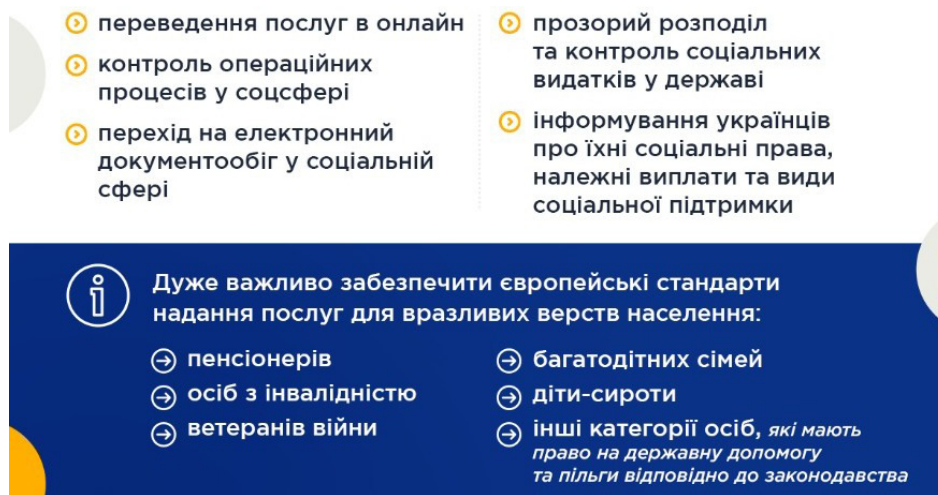 переведення послуг в онлайн
контроль операційних
процесів у соцсфері
перехід на електронний
документообіг у соціальній
сфері
прозорий розподіл
та контроль соціальних
видатків у державі
інформування українців
про їхні соціальні права,
належні виплати та види
соціальної підтримки
Дуже важливо забезпечити європейські стандарти
надання послуг для вразливих верств населення:
пенсіонерів
осіб з інвалідністю
ветеранів війни
багатодітних сімей
діти-сироти
інші категорії осіб, які мають
право на державну допомогу
та пільги відповідно до законодавства